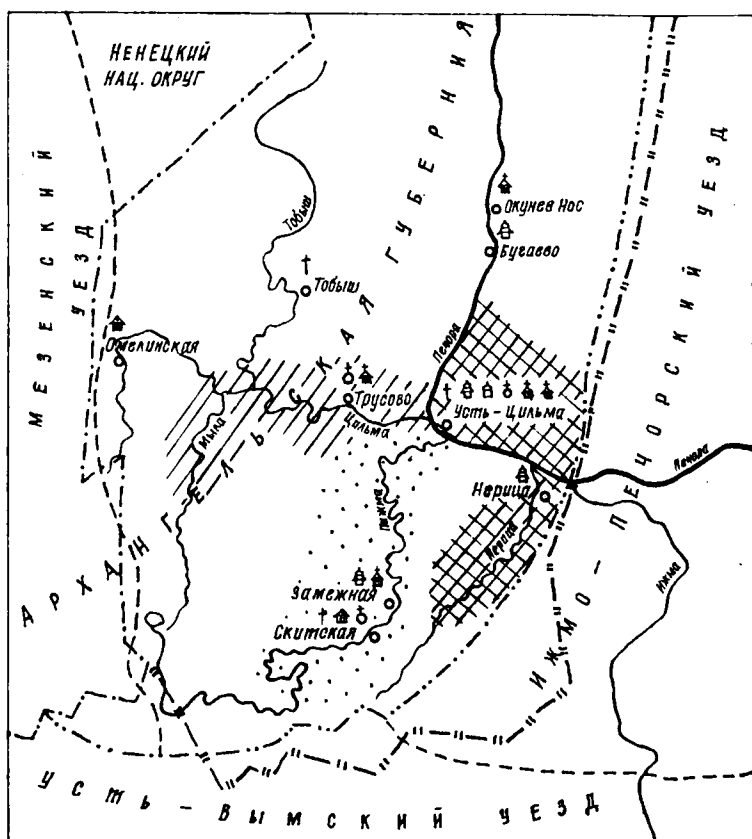 НЕНЕЦКИЙ
НАЦ. ОКРУГ
МЕЗЕНСКИЙ
УЕЗД
АРХАНГЕЛЬСКАЯ ГУБЕРНИЯ
ИЖМО-ПЕЧОРСКИЙ УЕЗД
УСТЬ-ВЫМСКИЙ УЕЗД
Тобыш
Окунев Нос
Бугаево
Тобыш
Печора
Омелинская
Трусово
Цильма
Усть-Цильма
Мыла
Печора
Нерица
Пижма
Нерица
Ижма
Замежная
Скитская